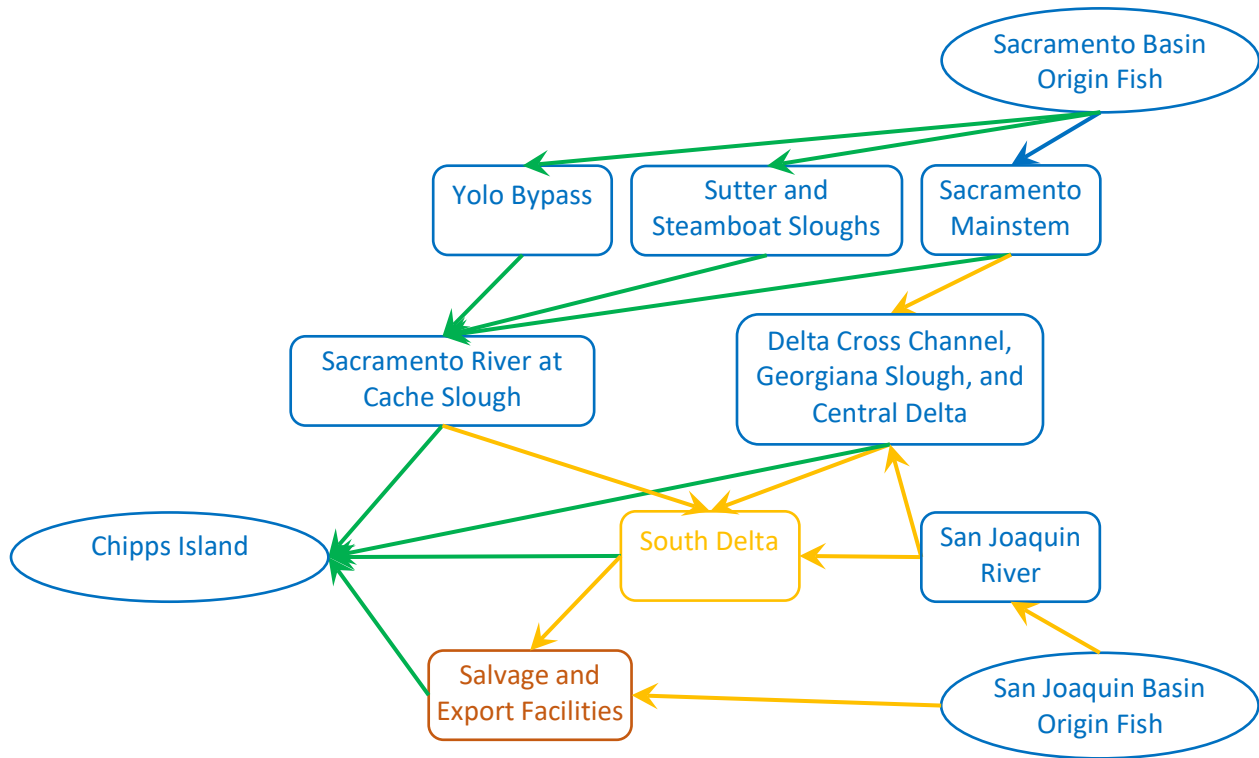 Sacramento Basin
Origin Fish
Yolo Bypass
Sutter and
Steamboat Sloughs
Sacramento
Mainstem
Sacramento River at
Cache Slough
Delta Cross Channel,
Georgiana Slough, and
Central Delta
Chipps Island
South Delta
San Joaquin
River
Salvage and
Export Facilities
San Joaquin Basin
Origin Fish